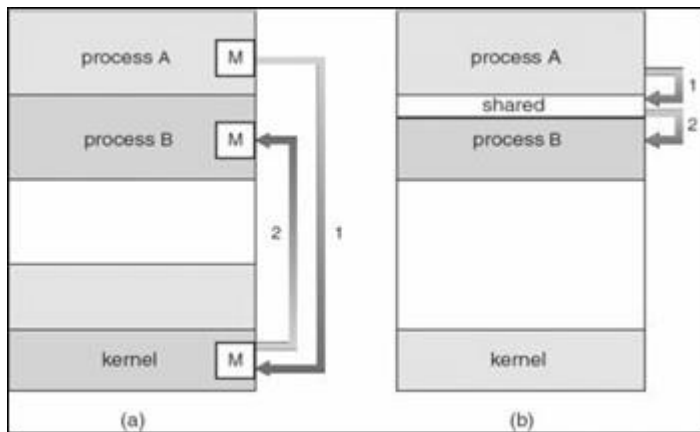 process A
M
process B
M
2
1
kernel
M
(a)
process A
1
shared
2
process B
kernel
(b)